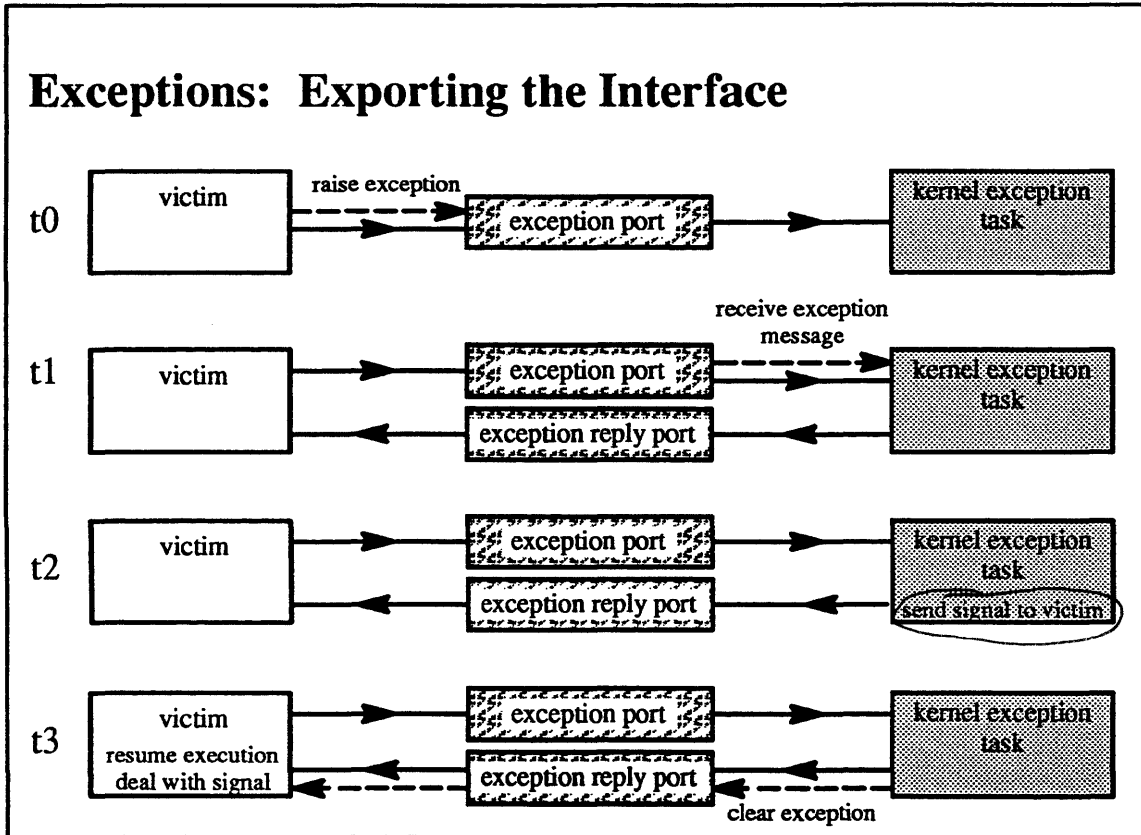 Exceptions: Exporting the Interface
t0
victim
raise exception
exception port
kernel exception
task
receive exception
message
t1
victim
exception port
exception reply port
kernel exception
task
t2
victim
exception port
exception reply port
kernel exception
task
send signal to victim
t3
victim
resume execution
deal with signal
exception port
exception reply port
kernel exception
task
clear exception